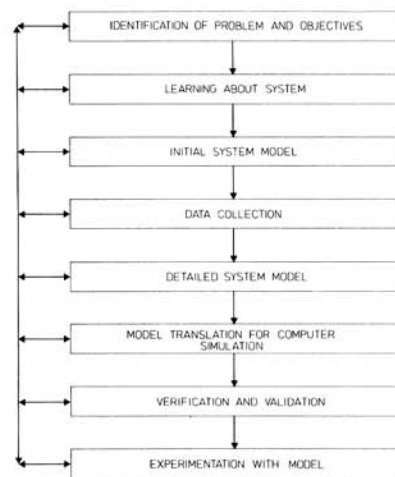 IDENTIFICATION OF PROBLEM AND OBJECTIVES
LEARNING ABOUT SYSTEM
INITIAL SYSTEM MODEL
DATA COLLECTION
DETAILED SYSTEM MODEL
MODEL TRANSLATION FOR COMPUTER
SIMULATION
VERIFICATION AND VALIDATION
EXPERIMENTATION WITH MODEL